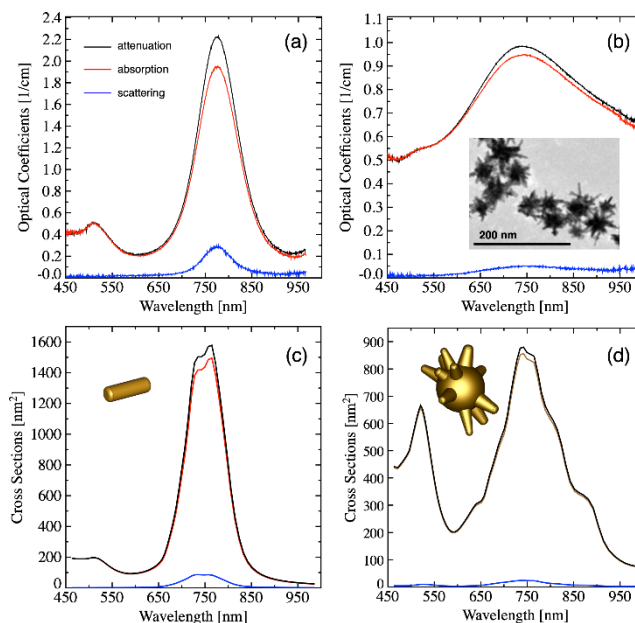 (a)
attenuation
absorption
scattering
2.4
2.2
2.0
1.8
1.6
1.4
1.2
1.0
0.8
0.6
0.4
0.2
-0.0
Optical Coefficients [1/cm]
450 550 650 750 850 950
Wavelength [nm]
(b)
1.1
1.0
0.9
0.8
0.7
0.6
0.5
0.4
0.3
0.2
0.1
-0.0
Optical Coefficients [1/cm]
200 nm
450 550 650 750 850 950
Wavelength [nm]
(c)
1600
1400
1200
1000
800
600
400
200
0
Cross Sections [nm²]
450 550 650 750 850 950
Wavelength [nm]
(d)
900
800
700
600
500
400
300
200
100
0
Cross Sections [nm²]
450 550 650 750 850 950
Wavelength [nm]